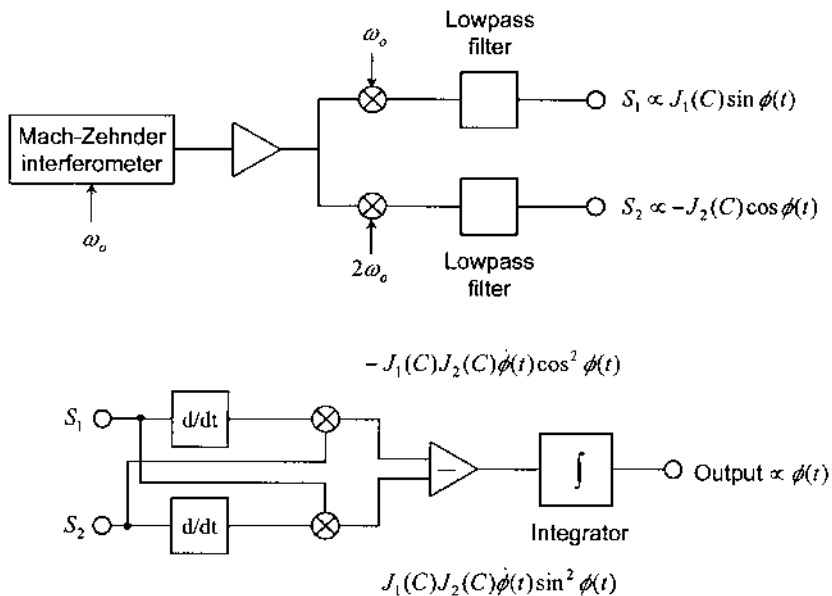 Lowpass
filter
ω_o
S_1 ∝ J_1(C) sin ϕ(t)
Mach-Zehnder
interferometer
ω_o
S_2 ∝ −J_2(C) cos ϕ(t)
2ω_o
Lowpass
filter
−J_1(C)J_2(C)ϕ̇(t) cos² ϕ(t)
S_1
d/dt
−
∫
Output ∝ ϕ(t)
S_2
d/dt
Integrator
J_1(C)J_2(C)ϕ̇(t) sin² ϕ(t)